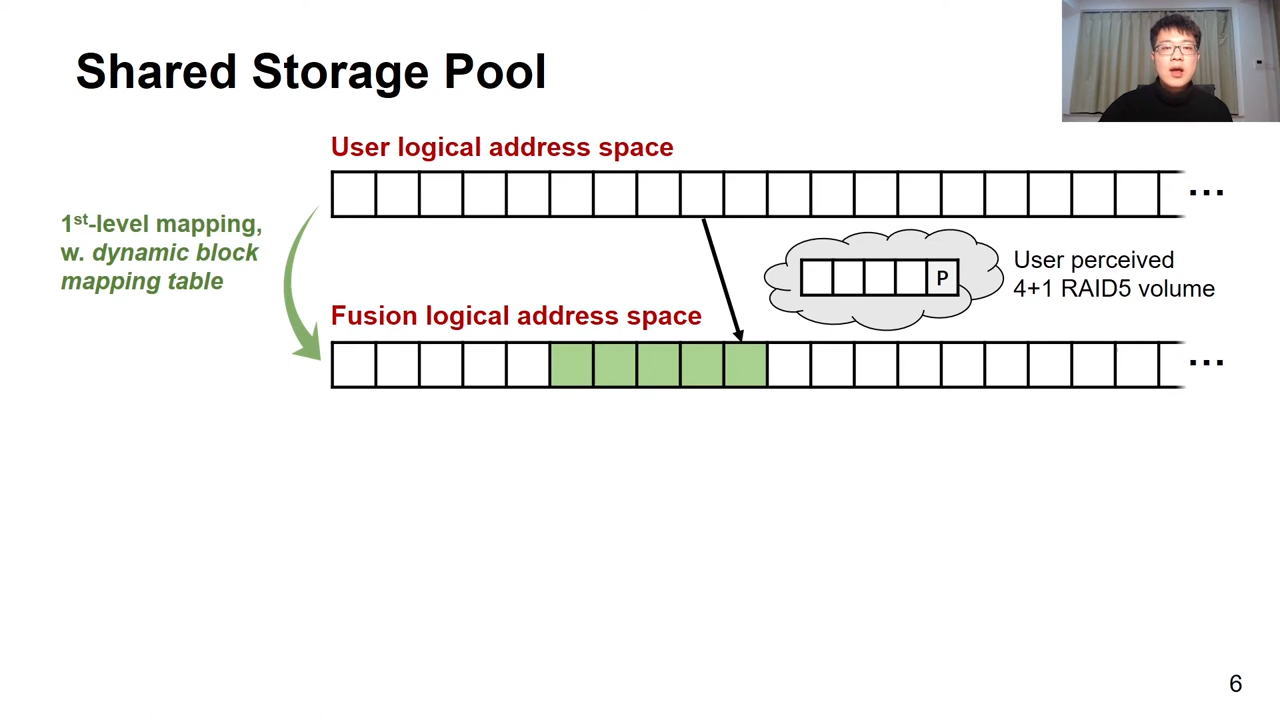 Shared Storage Pool
User logical address space
...
1st-level mapping,
w. dynamic block
mapping table
P
User perceived
4+1 RAID5 volume
Fusion logical address space
...
6